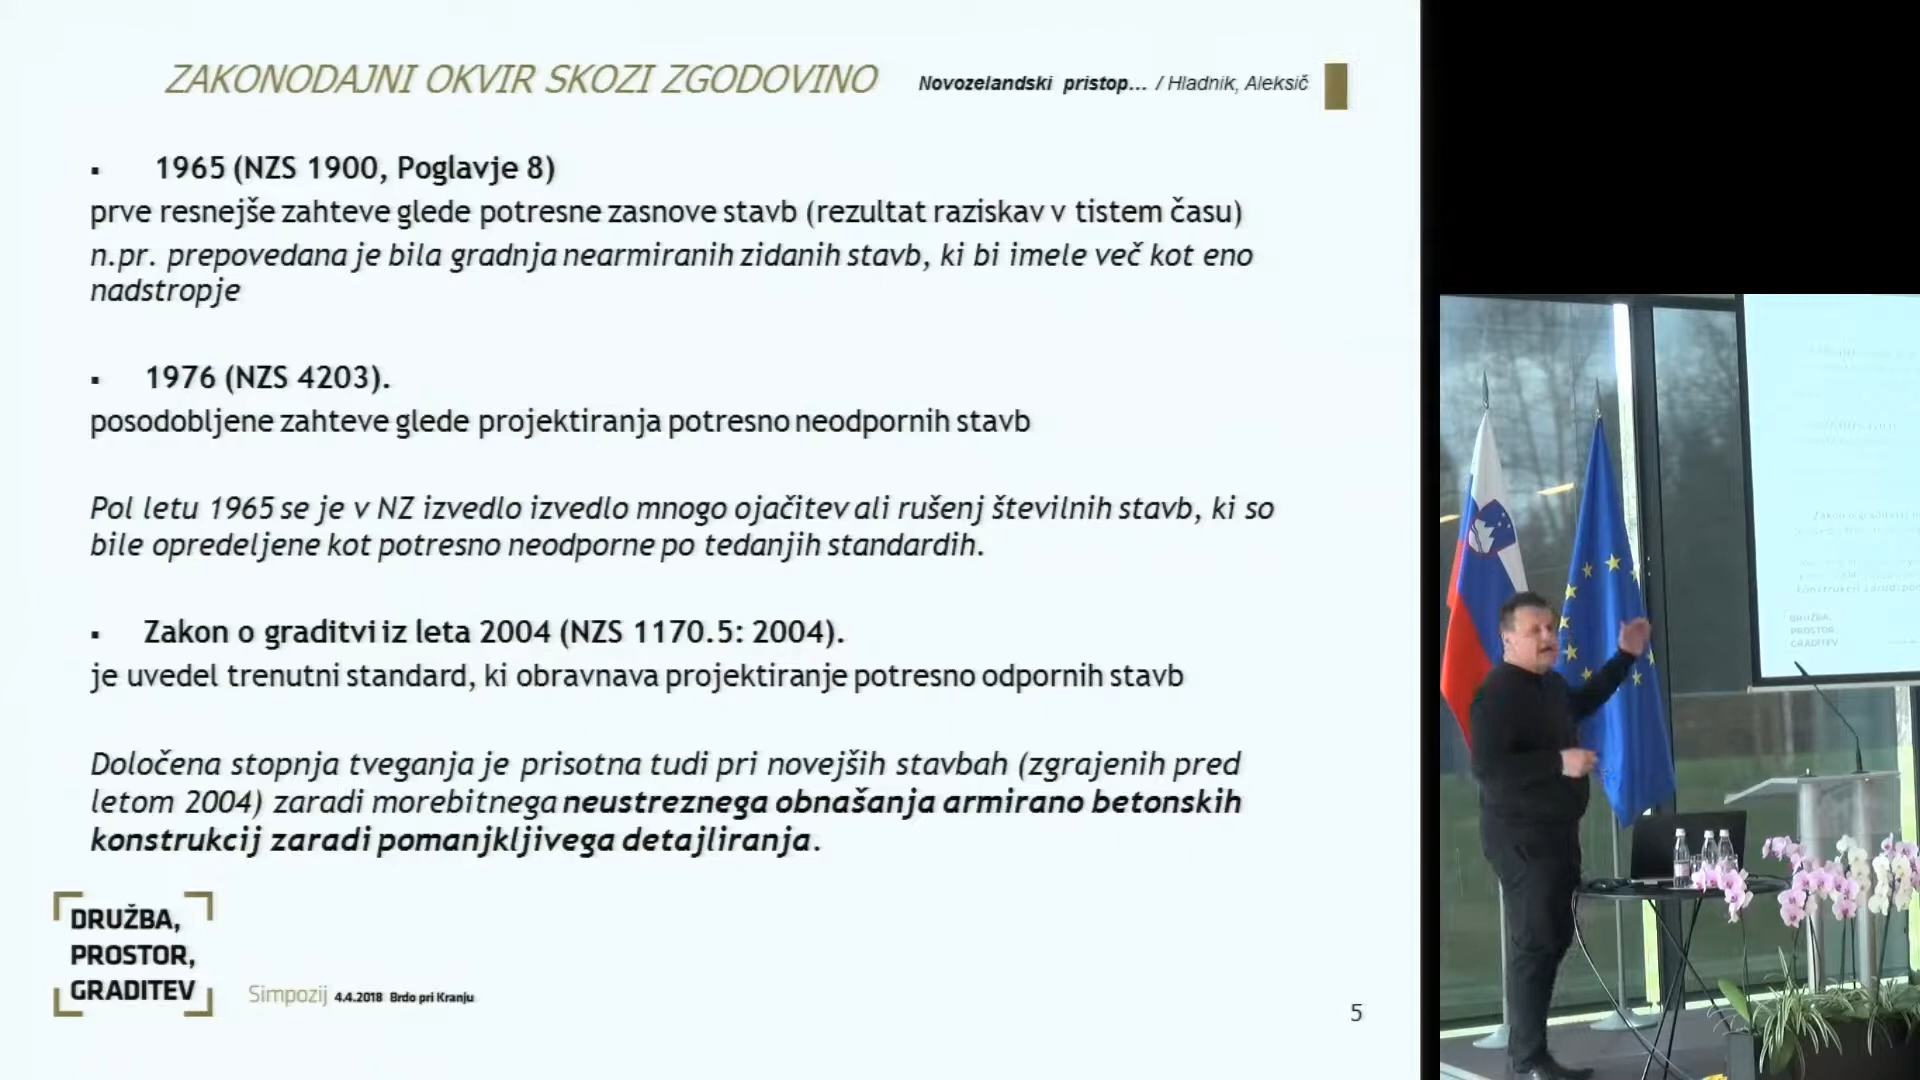 ZAKONODAJNI OKVIR SKOZI ZGODOVINO
Novozelandski pristop... / Hladnik, Aleksič
▪ 1965 (NZS 1900, Poglavje 8)
prve resnejše zahteve glede potresne zasnove stavb (rezultat raziskav v tistem času)
n.pr. prepovedana je bila gradnja nearmiranih zidanih stavb, ki bi imele več kot eno
nadstropje
▪ 1976 (NZS 4203).
posodobljene zahteve glede projektiranja potresno neodpornih stavb
Pol letu 1965 se je v NZ izvedlo izvedlo mnogo ojačitev ali rušenj številnih stavb, ki so
bile opredeljene kot potresno neodporne po tedanjih standardih.
▪ Zakon o graditvi iz leta 2004 (NZS 1170.5: 2004).
je uvedel trenutni standard, ki obravnava projektiranje potresno odpornih stavb
Določena stopnja tveganja je prisotna tudi pri novejših stavbah (zgrajenih pred
letom 2004) zaradi morebitnega neustreznega obnašanja armirano betonskih
konstrukcij zaradi pomanjkljivega detajliranja.
DRUŽBA,
PROSTOR,
GRADITEV
Simpozij 4.4.2018 Brdo pri Kranju
5
DRUŽBA,
PROSTOR,
GRADITEV